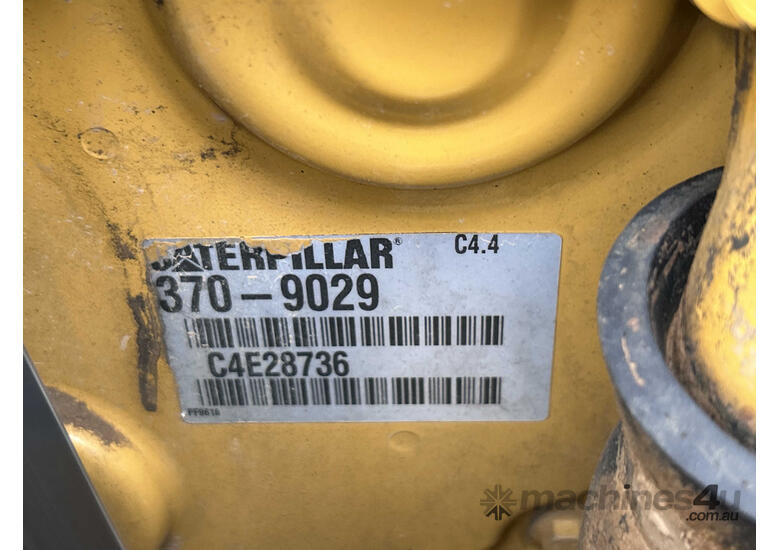 CATERPILLAR® C4.4
370-9029
C4E28736
machines4u
.com.au